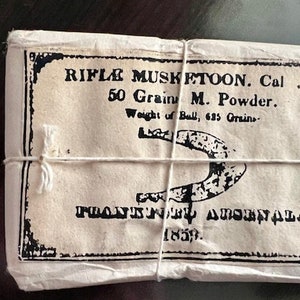 RIFLE MUSKETOON. Cal .
50 Grains M. Powder.
Weight of Ball, Grains.
ARSENAL
1859.